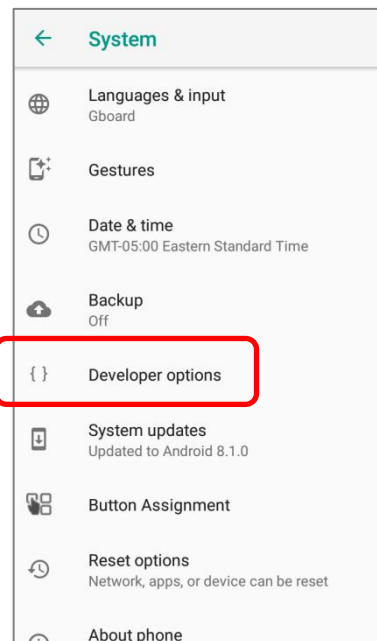 System
Languages & input
Gboard
Gestures
Date & time
GMT-05:00 Eastern Standard Time
Backup
Off
{ } Developer options
System updates
Updated to Android 8.1.0
Button Assignment
Reset options
Network, apps, or device can be reset
About phone